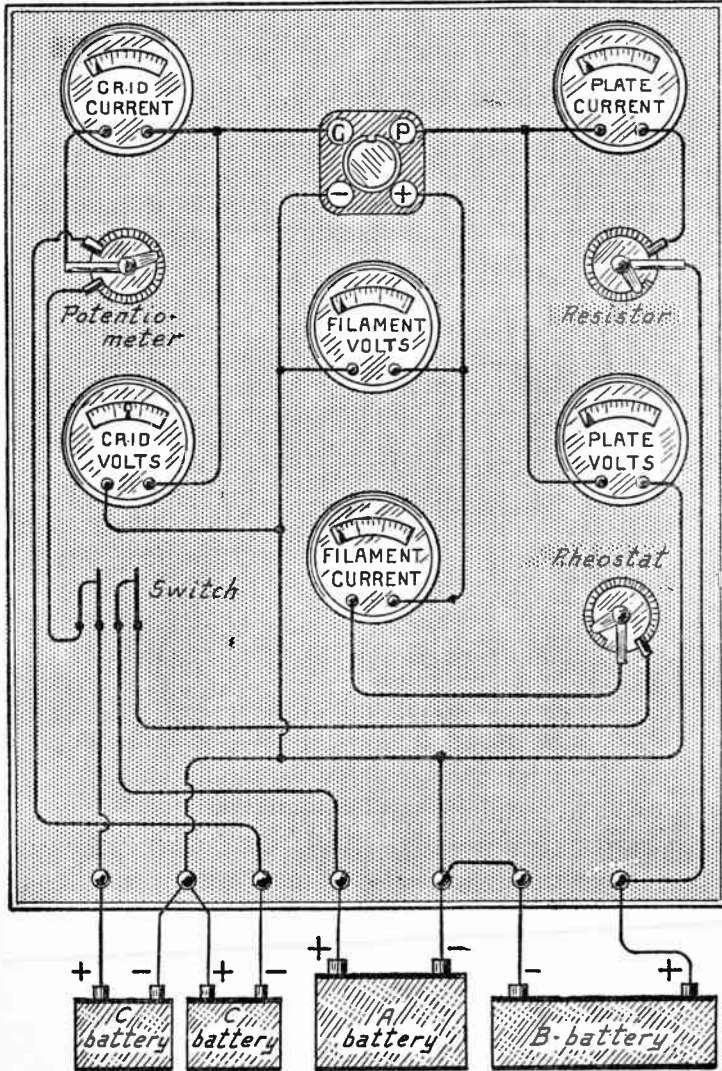 GRID
CURRENT
PLATE
CURRENT
G
P
-
+
Potentio-
meter
FILAMENT
VOLTS
Resistor
GRID
VOLTS
PLATE
VOLTS
FILAMENT
CURRENT
Rheostat
Switch
+
-
+
-
+
-
-
+
C
battery
C
battery
A
battery
B-battery